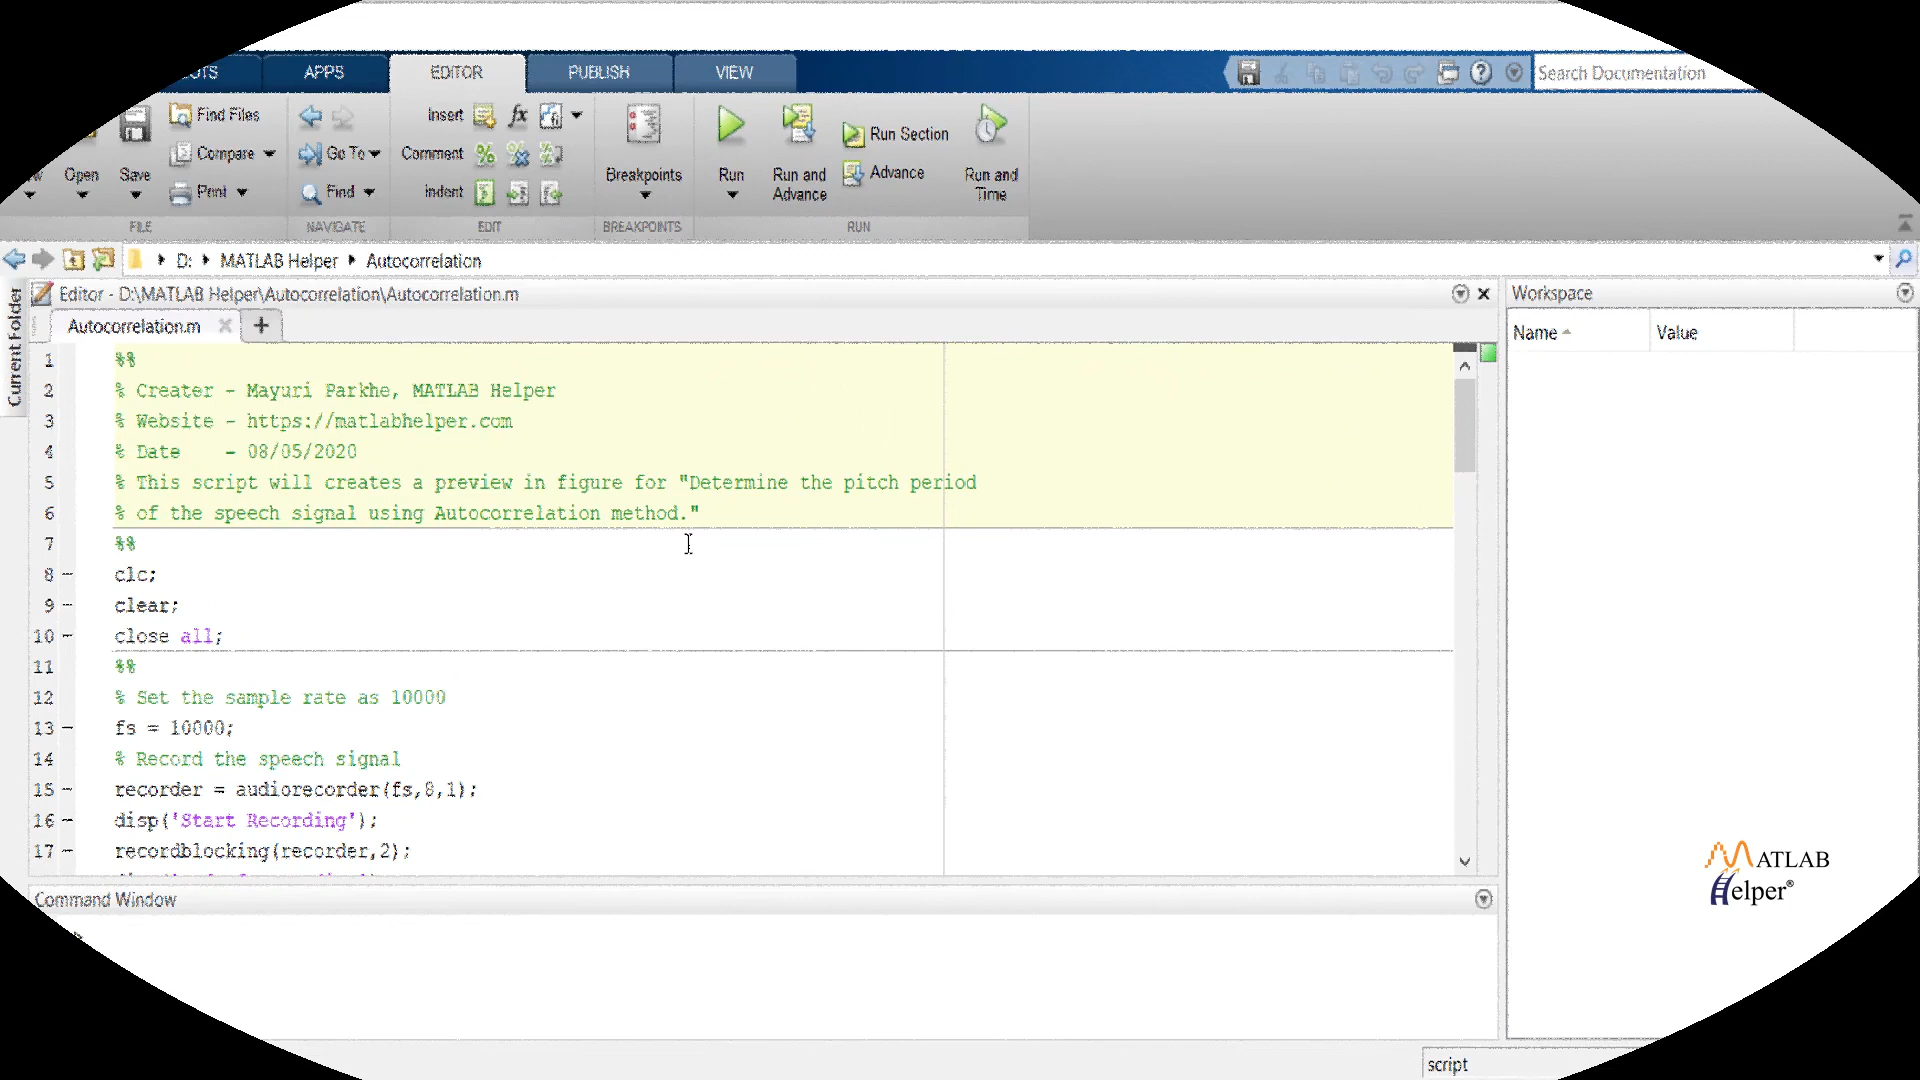 APPS
EDITOR
PUBLISH
VIEW
Search Documentation
Find Files
Insert
Compare
Go To
Comment
Run Section
Open
Save
Print
Find
Indent
Breakpoints
Run
Run and Advance
Advance
Run and Time
FILE
NAVIGATE
EDIT
BREAKPOINTS
RUN
D: MATLAB Helper Autocorrelation
Current Folder
Editor - D:\MATLAB Helper\Autocorrelation\Autocorrelation.m
Workspace
Autocorrelation.m
Name Value
1 %%
2 % Creater - Mayuri Parkhe, MATLAB Helper
3 % Website - https://matlabhelper.com
4 % Date    - 08/05/2020
5 % This script will creates a preview in figure for "Determine the pitch period
6 % of the speech signal using Autocorrelation method."
7 %%
8 - clc;
9 - clear;
10 - close all;
11 %%
12 % Set the sample rate as 10000
13 - fs = 10000;
14 % Record the speech signal
15 - recorder = audiorecorder(fs,8,1);
16 - disp('Start Recording');
17 - recordblocking(recorder,2);
Command Window
MATLAB
Helper®
script